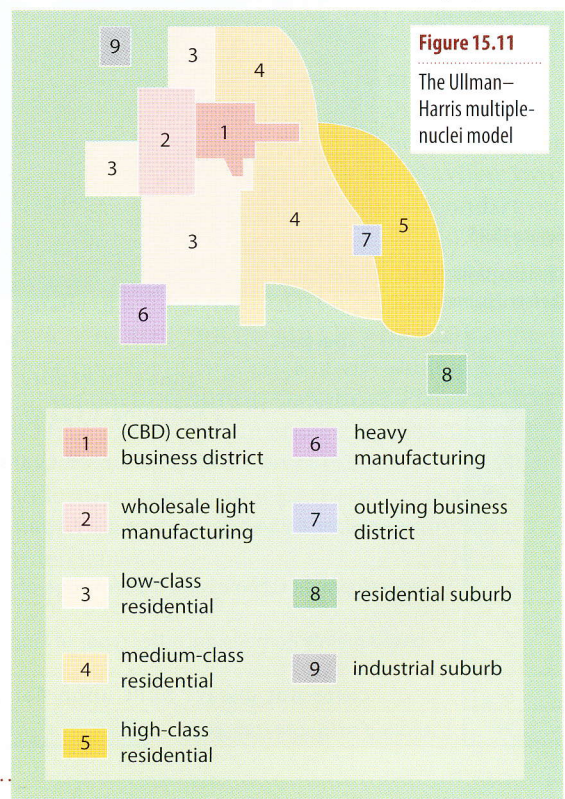 9
3
4
Figure 15.11
The Ullman–
Harris multiple-
nuclei model
2
1
3
3
4
7
5
6
8
1 (CBD) central
business district
2 wholesale light
manufacturing
3 low-class
residential
4 medium-class
residential
5 high-class
residential
6 heavy
manufacturing
7 outlying business
district
8 residential suburb
9 industrial suburb